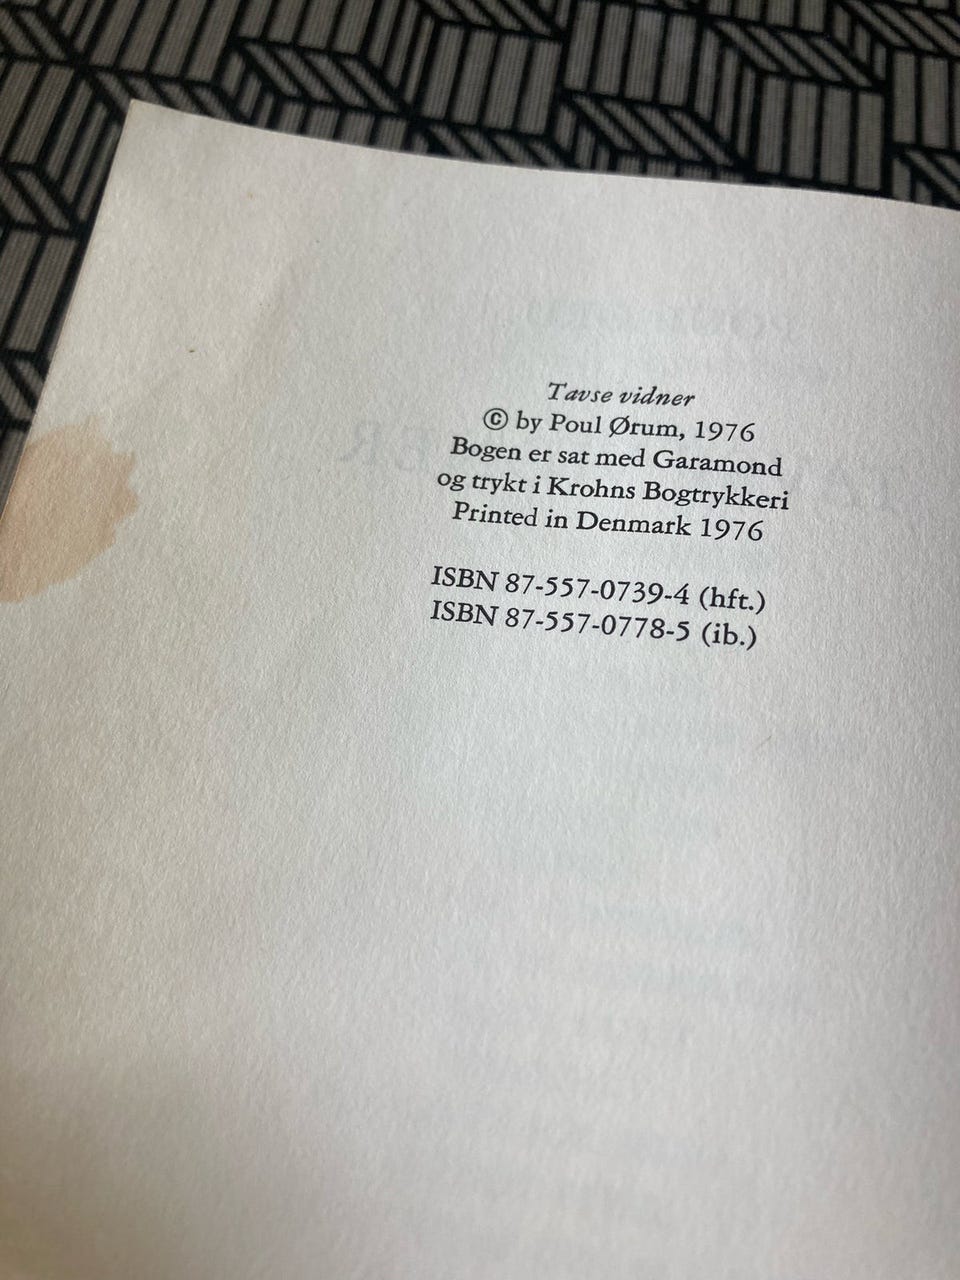 Tavse vidner
© by Poul Ørum, 1976
Bogen er sat med Garamond
og trykt i Krohns Bogtrykkeri
Printed in Denmark 1976
ISBN 87-557-0739-4 (hft.)
ISBN 87-557-0778-5 (ib.)